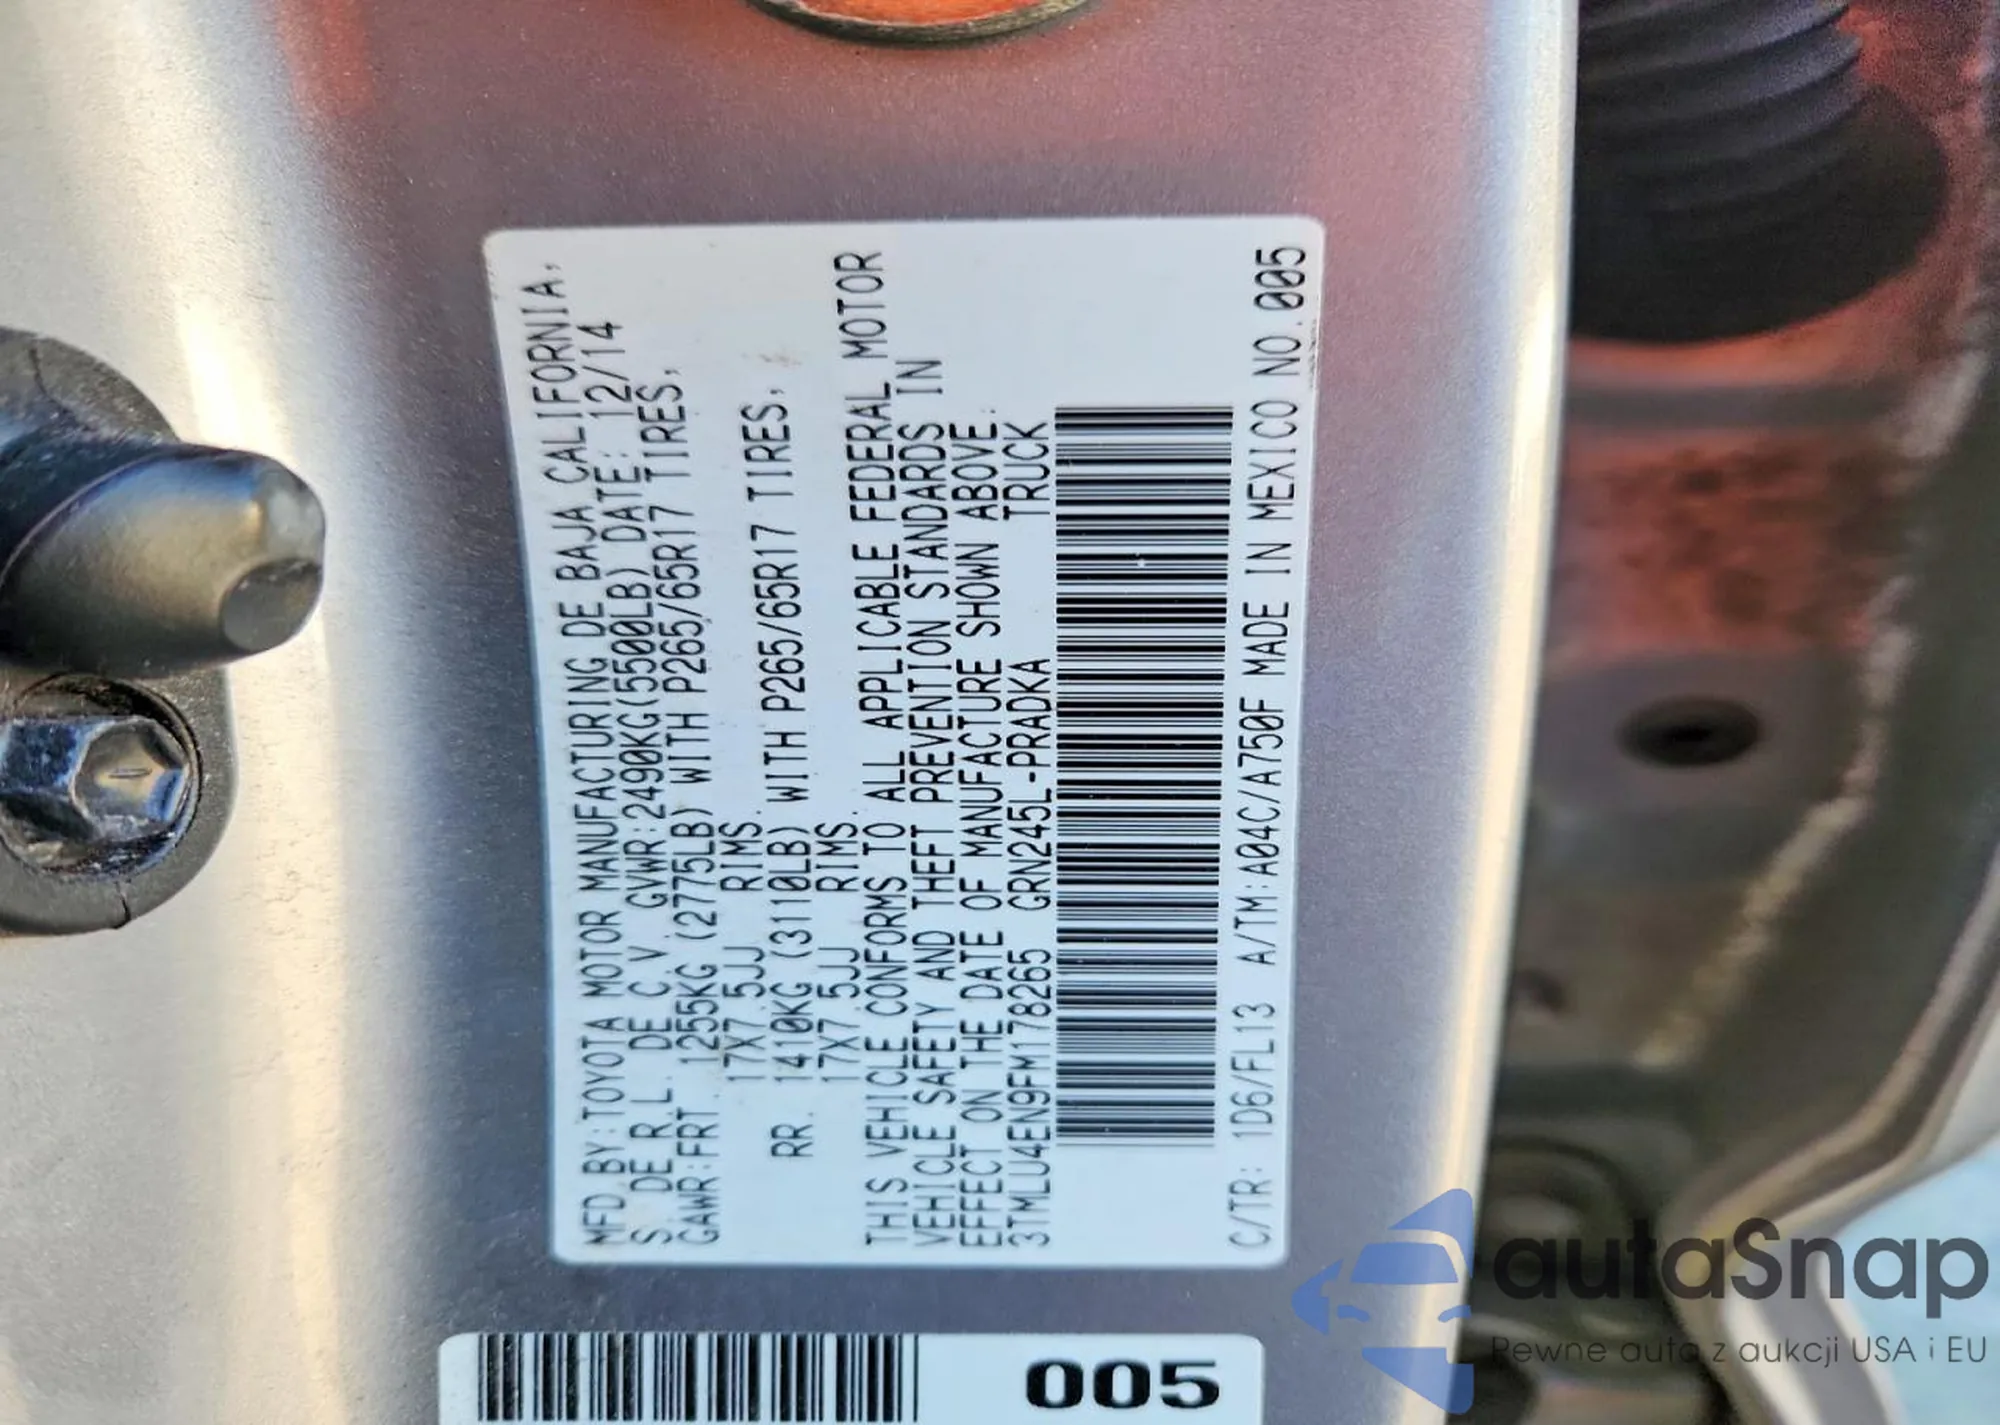 MFD.BY:TOYOTA MOTOR MANUFACTURING DE BAJA CALIFORNIA,
S. DE R.L. DE C.V. GVWR:2490KG(5500LB) DATE: 12/14
GAWR:FRT. 1255KG (2775LB) WITH P265/65R17 TIRES,
17X7.5JJ RIMS.
RR. 1410KG (3110LB) WITH P265/65R17 TIRES,
17X7.5JJ RIMS.
THIS VEHICLE CONFORMS TO ALL APPLICABLE FEDERAL MOTOR
VEHICLE SAFETY AND THEFT PREVENTION STANDARDS IN
EFFECT ON THE DATE OF MANUFACTURE SHOWN ABOVE.
3TMLU4EN9FM178265 GRN245L-PRADKA TRUCK
C/TR: 1D6/FL13 A/TM:A04C/A750F MADE IN MEXICO NO.005
005
autaSnap
Pewne auta z aukcji USA i EU